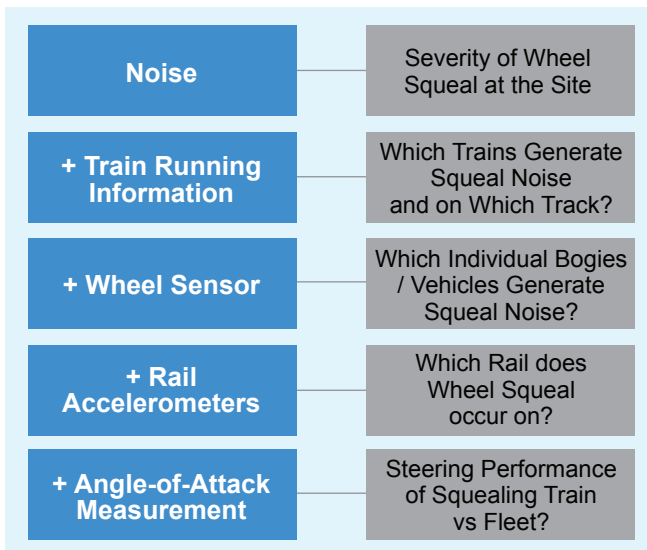 Noise
Severity of Wheel
Squeal at the Site
+ Train Running
Information
Which Trains Generate
Squeal Noise
and on Which Track?
+ Wheel Sensor
Which Individual Bogies
/ Vehicles Generate
Squeal Noise?
+ Rail
Accelerometers
Which Rail does
Wheel Squeal
occur on?
+ Angle-of-Attack
Measurement
Steering Performance
of Squealing Train
vs Fleet?